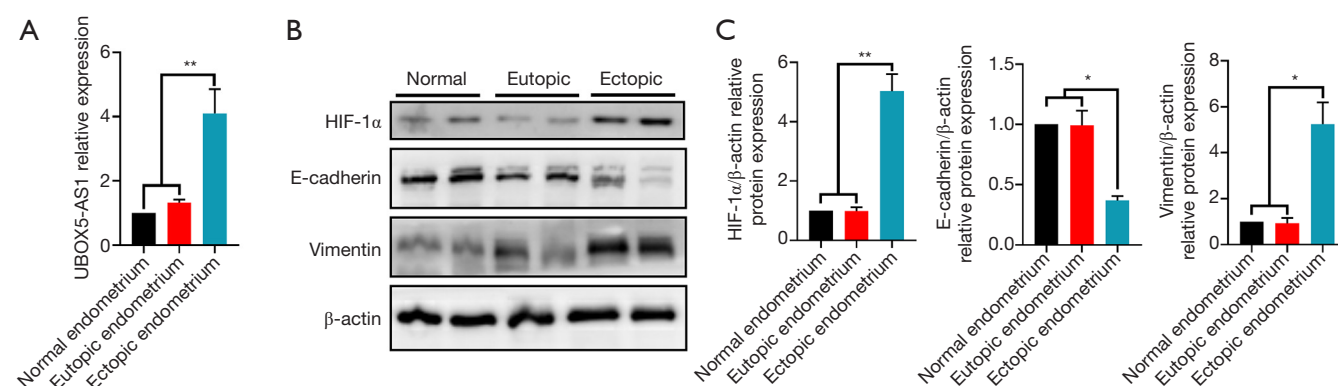 A
UBOX5-AS1 relative expression
6
4
2
0
**
Normal endometrium
Eutopic endometrium
Ectopic endometrium
B
Normal Eutopic Ectopic
HIF-1α
E-cadherin
Vimentin
β-actin
C
HIF-1α/β-actin relative
protein expression
6
4
2
0
**
Normal endometrium
Eutopic endometrium
Ectopic endometrium
E-cadherin/β-actin
relative protein expression
1.5
1.0
0.5
0.0
*
Normal endometrium
Eutopic endometrium
Ectopic endometrium
Vimentin/β-actin
relative protein expression
8
6
4
2
0
*
Normal endometrium
Eutopic endometrium
Ectopic endometrium